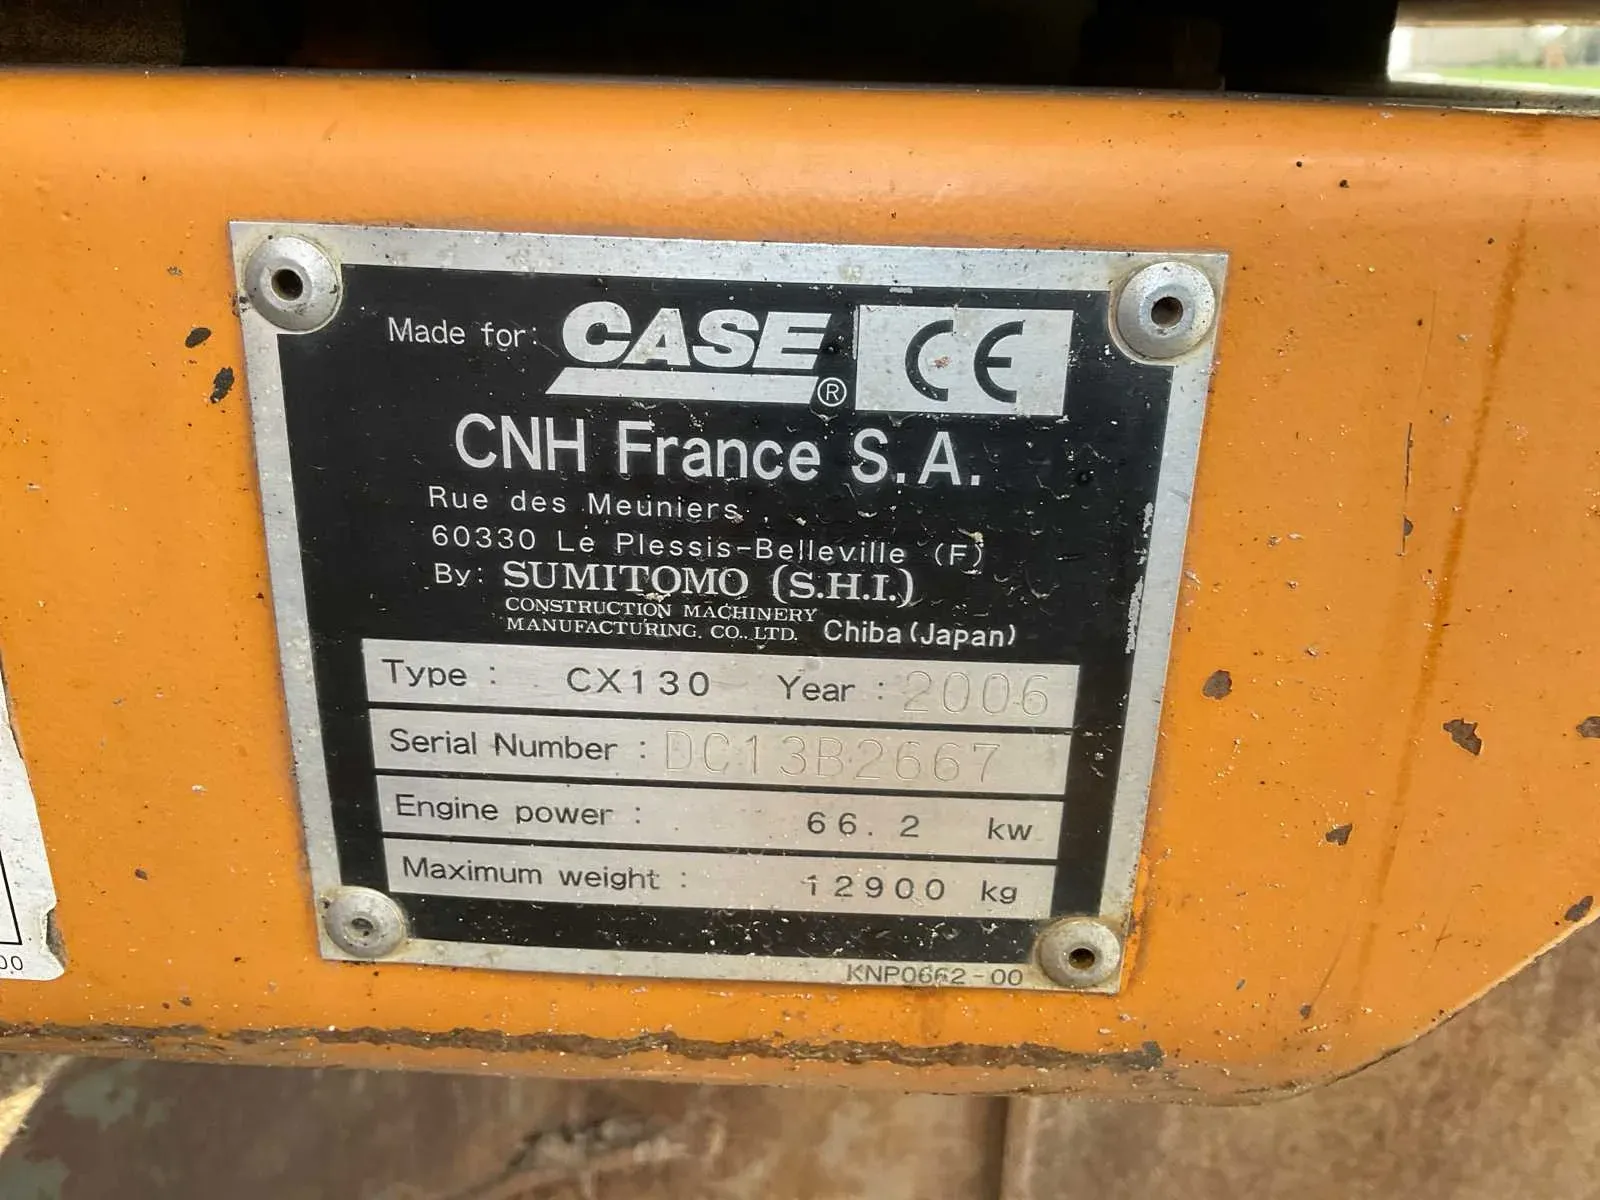 Made for: CASE ® CE
CNH France S.A.
Rue des Meuniers
60330 Le Plessis-Belleville (F)
By: SUMITOMO (S.H.I.)
CONSTRUCTION MACHINERY
MANUFACTURING. CO., LTD. Chiba (Japan)
Type : CX130 Year : 2006
Serial Number : DC13B2667
Engine power : 66.2 kw
Maximum weight : 12900 kg
KNP0662-00